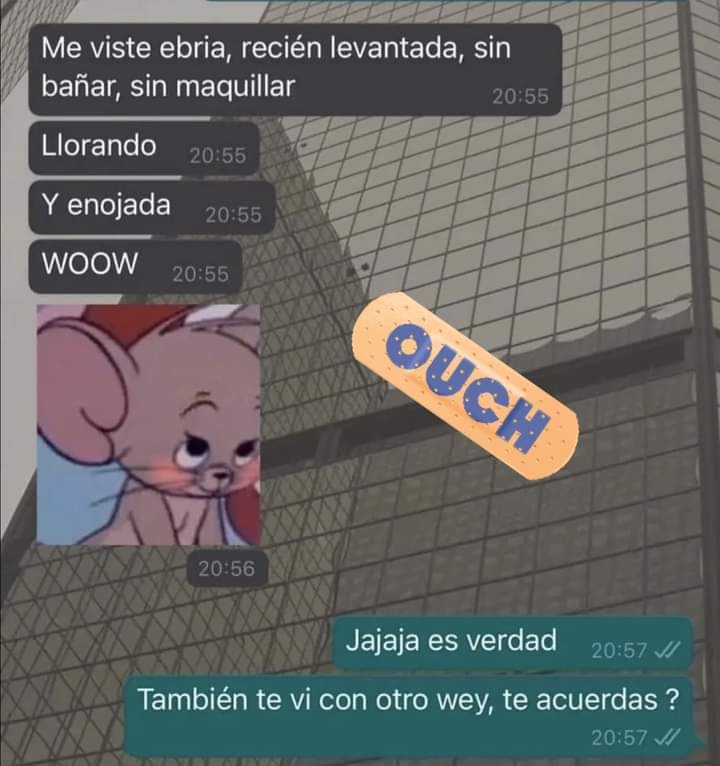 Me viste ebria, recién levantada, sin
bañar, sin maquillar
20:55
Llorando 20:55
Y enojada 20:55
WOOW 20:55
OUCH
20:56
Jajaja es verdad 20:57
También te vi con otro wey, te acuerdas ?
20:57